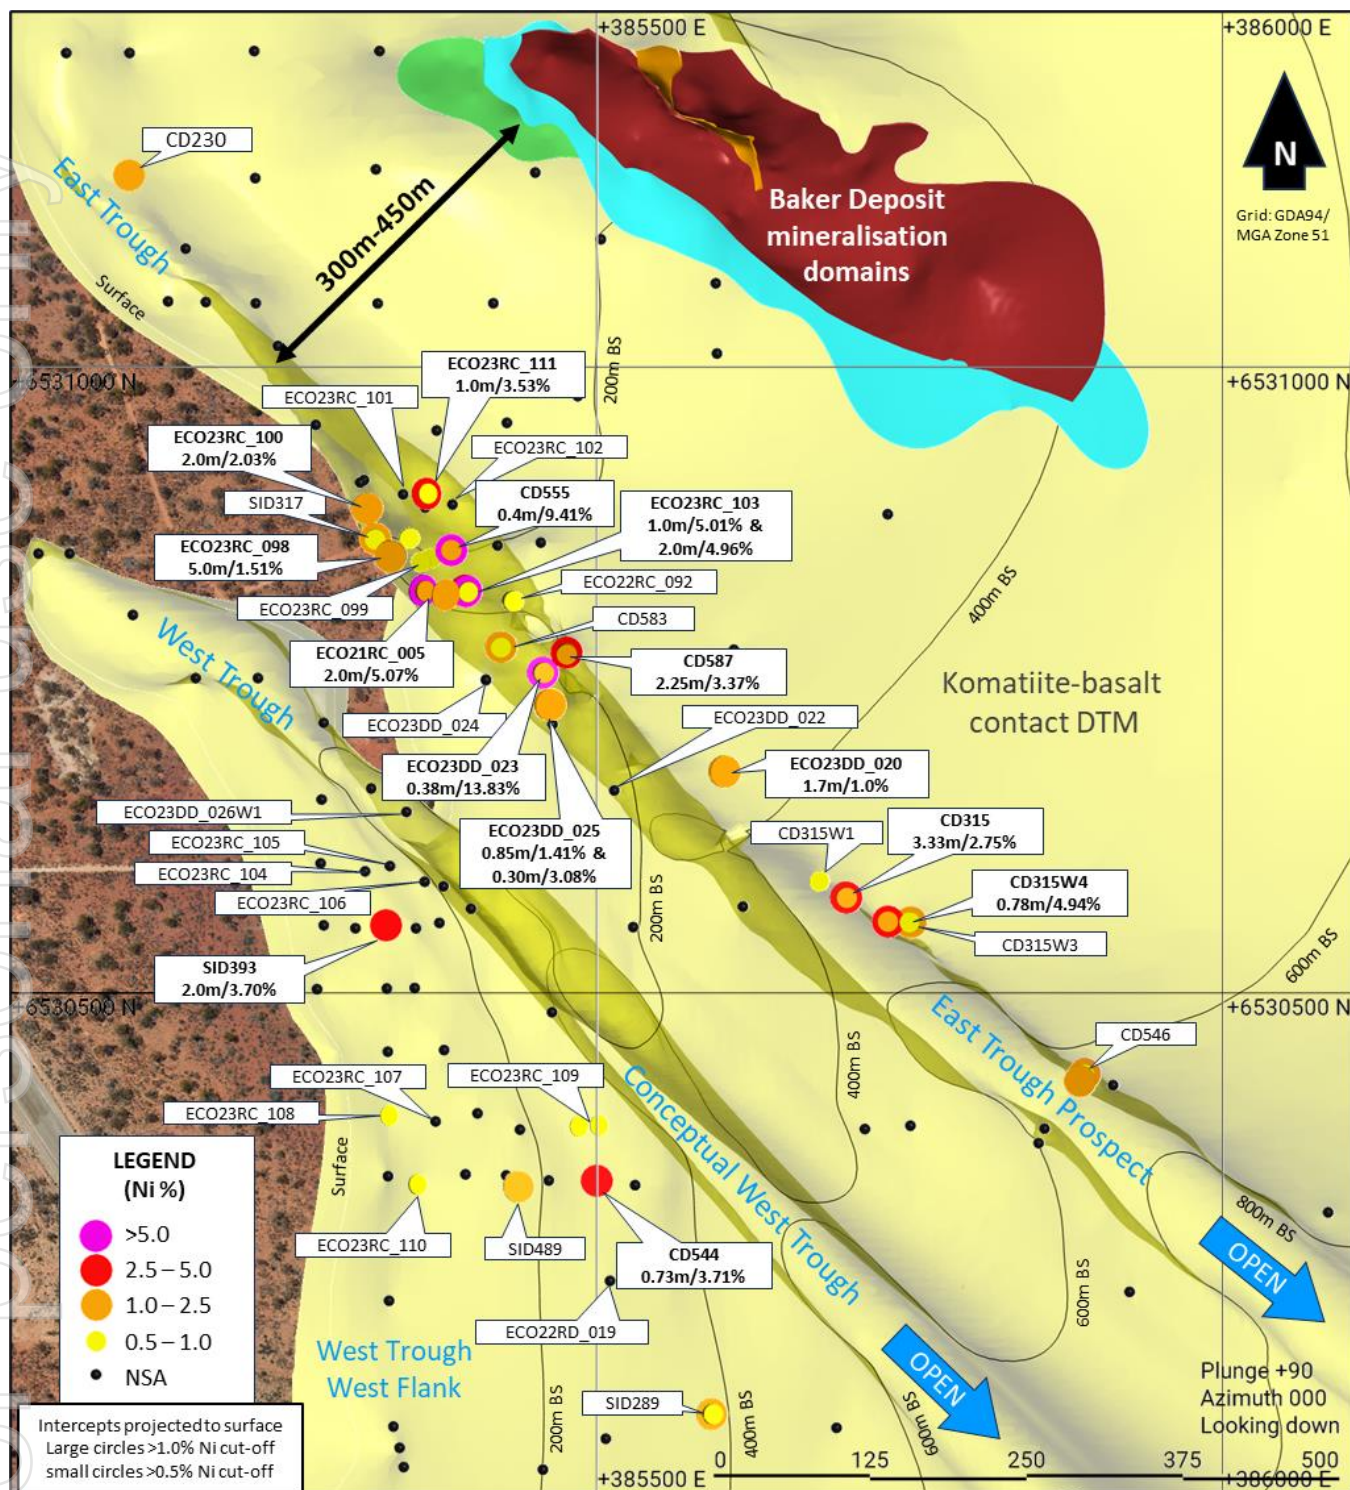 +385500 E
+386000 E
CD230
East Trough
Surface
300m-450m
Baker Deposit
mineralisation
domains
N
Grid: GDA94/
MGA Zone 51
200m BS
+6531000 N
+6531000 N
ECO23RC_111
1.0m/3.53%
ECO23RC_101
ECO23RC_100
2.0m/2.03%
ECO23RC_102
SID317
CD555
0.4m/9.41%
ECO23RC_103
1.0m/5.01% &
2.0m/4.96%
ECO23RC_098
5.0m/1.51%
ECO23RC_099
ECO22RC_092
400m BS
CD583
West Trough
ECO21RC_005
2.0m/5.07%
CD587
2.25m/3.37%
Komatiite-basalt
contact DTM
ECO23DD_024
ECO23DD_022
ECO23DD_023
0.38m/13.83%
ECO23DD_020
1.7m/1.0%
ECO23DD_026W1
ECO23DD_025
0.85m/1.41% &
0.30m/3.08%
CD315W1
CD315
3.33m/2.75%
ECO23RC_105
ECO23RC_104
ECO23RC_106
CD315W4
0.78m/4.94%
CD315W3
200m BS
600m BS
SID393
2.0m/3.70%
+6530500 N
+6530500 N
East Trough Prospect
CD546
400m BS
ECO23RC_107
ECO23RC_109
ECO23RC_108
Conceptual West Trough
Surface
LEGEND
(Ni %)
>5.0
2.5 – 5.0
1.0 – 2.5
0.5 – 1.0
NSA
ECO23RC_110
SID489
CD544
0.73m/3.71%
800m BS
OPEN
600m BS
ECO22RD_019
West Trough
West Flank
OPEN
Plunge +90
Azimuth 000
Looking down
SID289
200m BS
400m BS
600m BS
Intercepts projected to surface
Large circles >1.0% Ni cut-off
small circles >0.5% Ni cut-off
0 125 250 375 500
+385500 E
+386000 E